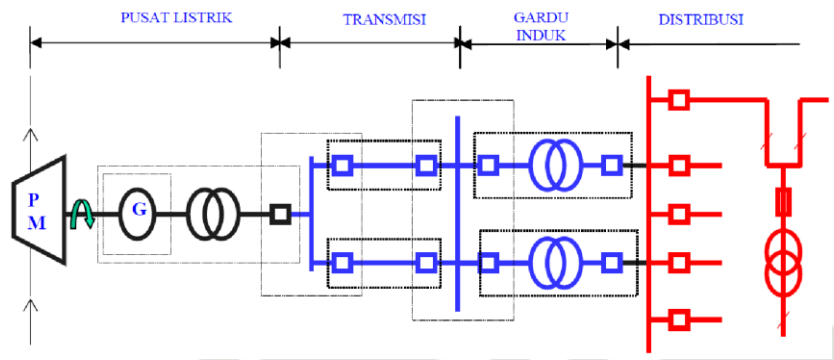 PUSAT LISTRIK
TRANSMISI
GARDU
INDUK
DISTRIBUSI
P
M
G